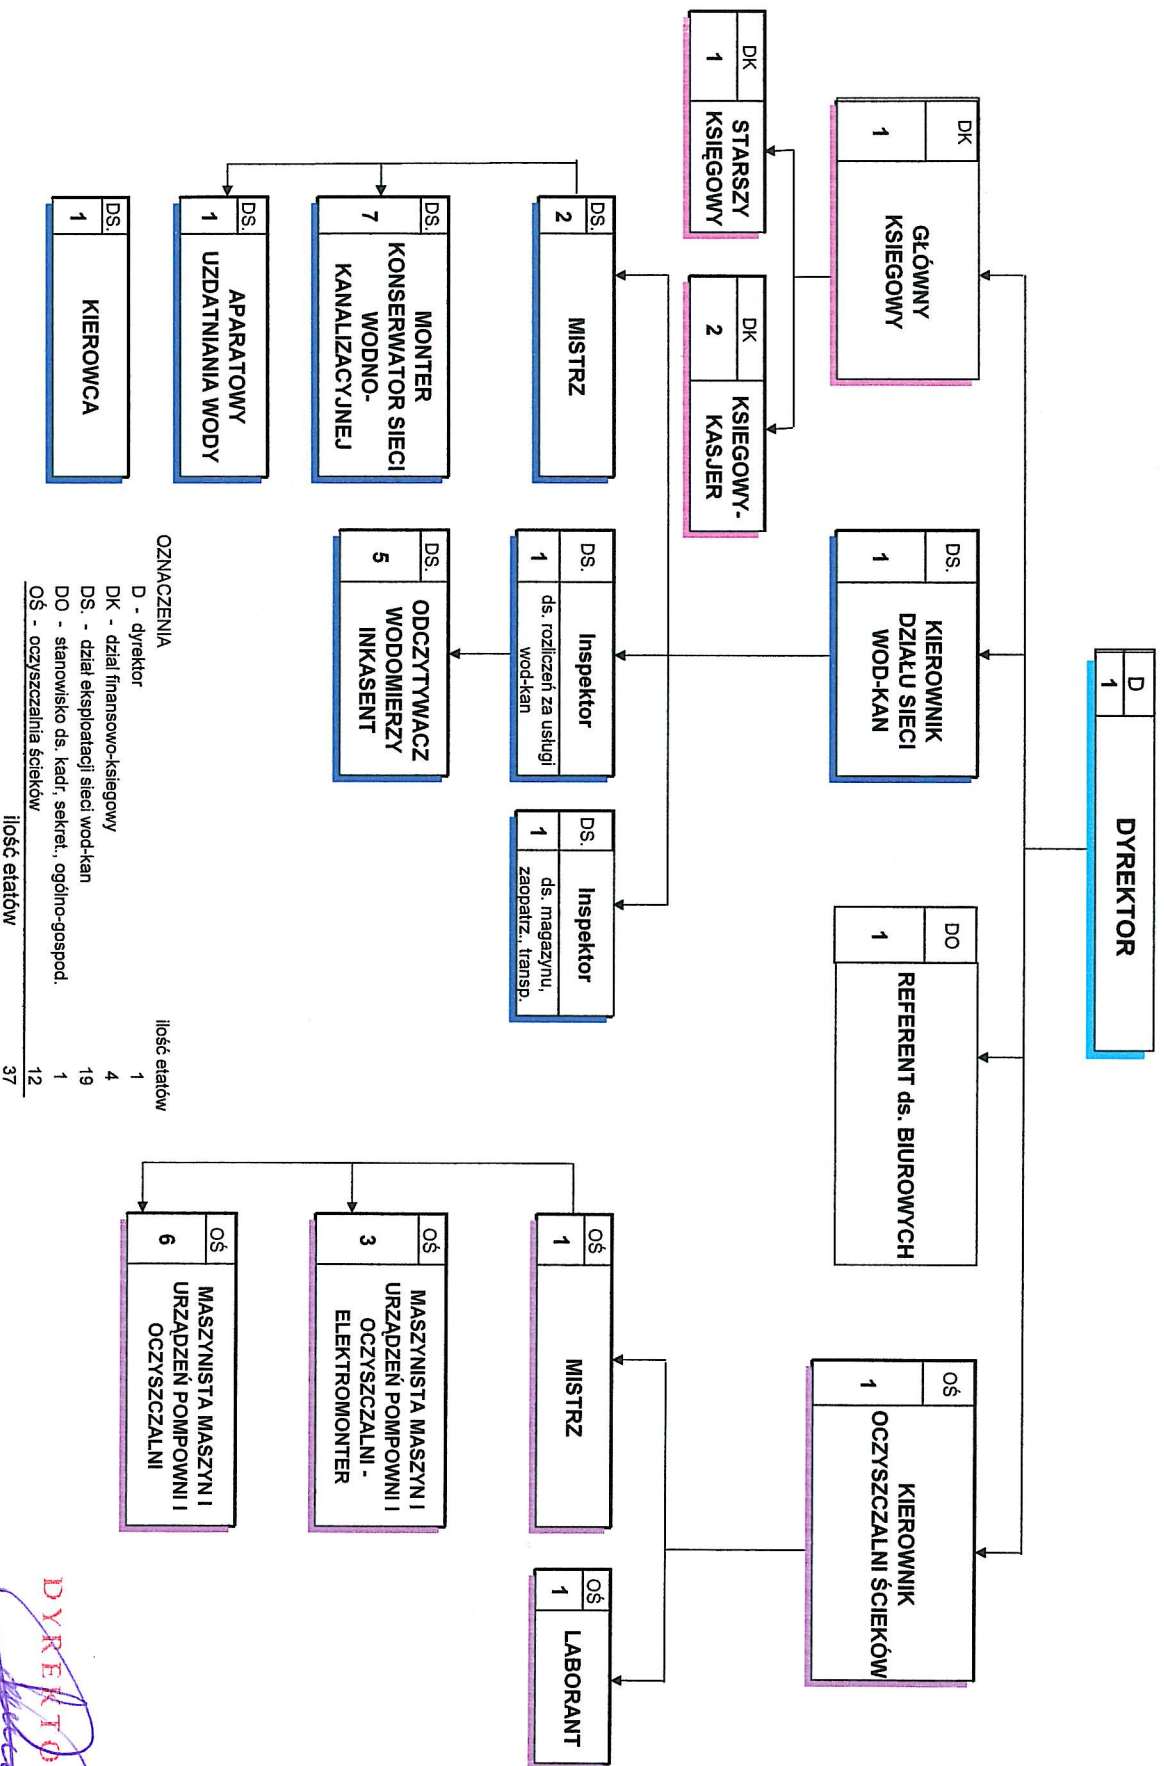 D
1
DYREKTOR
DK
1
GŁÓWNY
KSIEGOWY
DS.
1
KIEROWNIK
DZIAŁU SIECI
WOD-KAN
DO
1
REFERENT ds. BIUROWYCH
OŚ
1
KIEROWNIK
OCZYSZCZALNI ŚCIEKÓW
DK
1
STARSZY
KSIĘGOWY
DK
2
KSIEGOWY-
KASJER
DS.
2
MISTRZ
DS.
1
Inspektor
ds. rozliczeń za usługi
wod-kan
DS.
1
Inspektor
ds. magazynu,
zaopatrz., transp.
OŚ
1
MISTRZ
OŚ
1
LABORANT
DS.
7
MONTER
KONSERWATOR SIECI
WODNO-
KANALIZACYJNEJ
DS.
5
ODCZYTYWACZ
WODOMIERZY
INKASENT
OŚ
3
MASZYNISTA MASZYN I
URZĄDZEŃ POMPOWNI I
OCZYSZCZALNI -
ELEKTROMONTER
DS.
1
APARATOWY
UZDATNIANIA WODY
OŚ
6
MASZYNISTA MASZYN I
URZĄDZEŃ POMPOWNI I
OCZYSZCZALNI
DS.
1
KIEROWCA
OZNACZENIA ilość etatów
D - dyrektor 1
DK - dział finansowo-ksiegowy 4
DS. - dział eksploatacji sieci wod-kan 19
DO - stanowisko ds. kadr, sekret., ogólno-gospod. 1
OŚ - oczyszczalnia ścieków 12
ilość etatów 37
DYREKTO